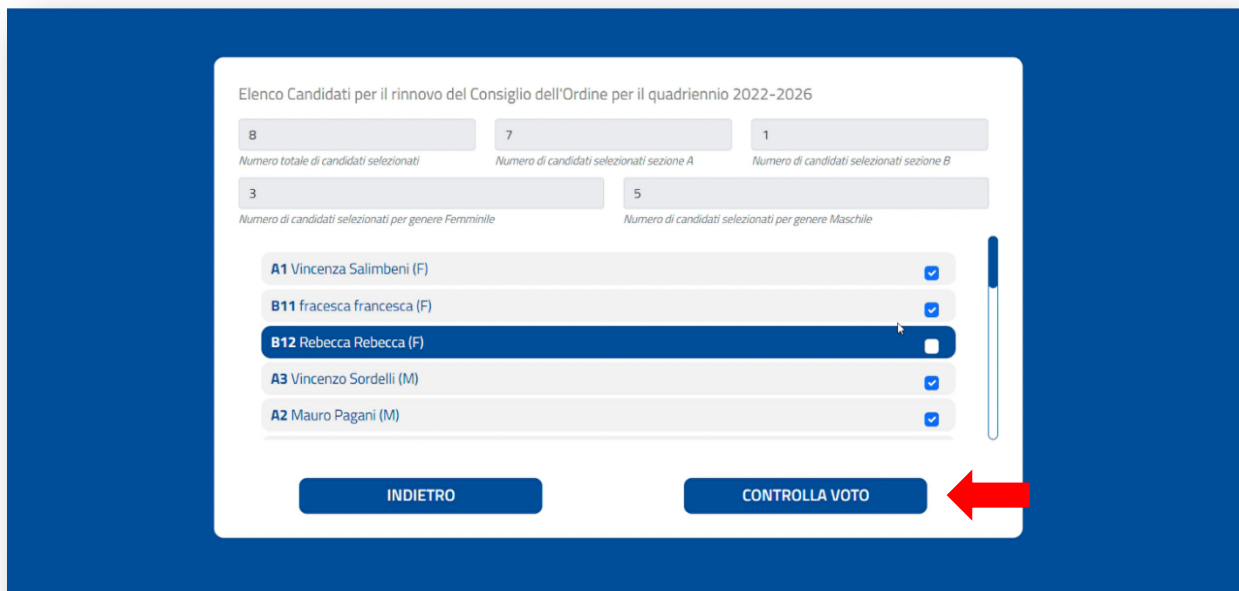 Elenco Candidati per il rinnovo del Consiglio dell'Ordine per il quadriennio 2022-2026
8 7 1
Numero totale di candidati selezionati Numero di candidati selezionati sezione A Numero di candidati selezionati sezione B
3 5
Numero di candidati selezionati per genere Femminile Numero di candidati selezionati per genere Maschile
A1 Vincenza Salimbeni (F)
B11 fracesca francesca (F)
B12 Rebecca Rebecca (F)
A3 Vincenzo Sordelli (M)
A2 Mauro Pagani (M)
INDIETRO CONTROLLA VOTO